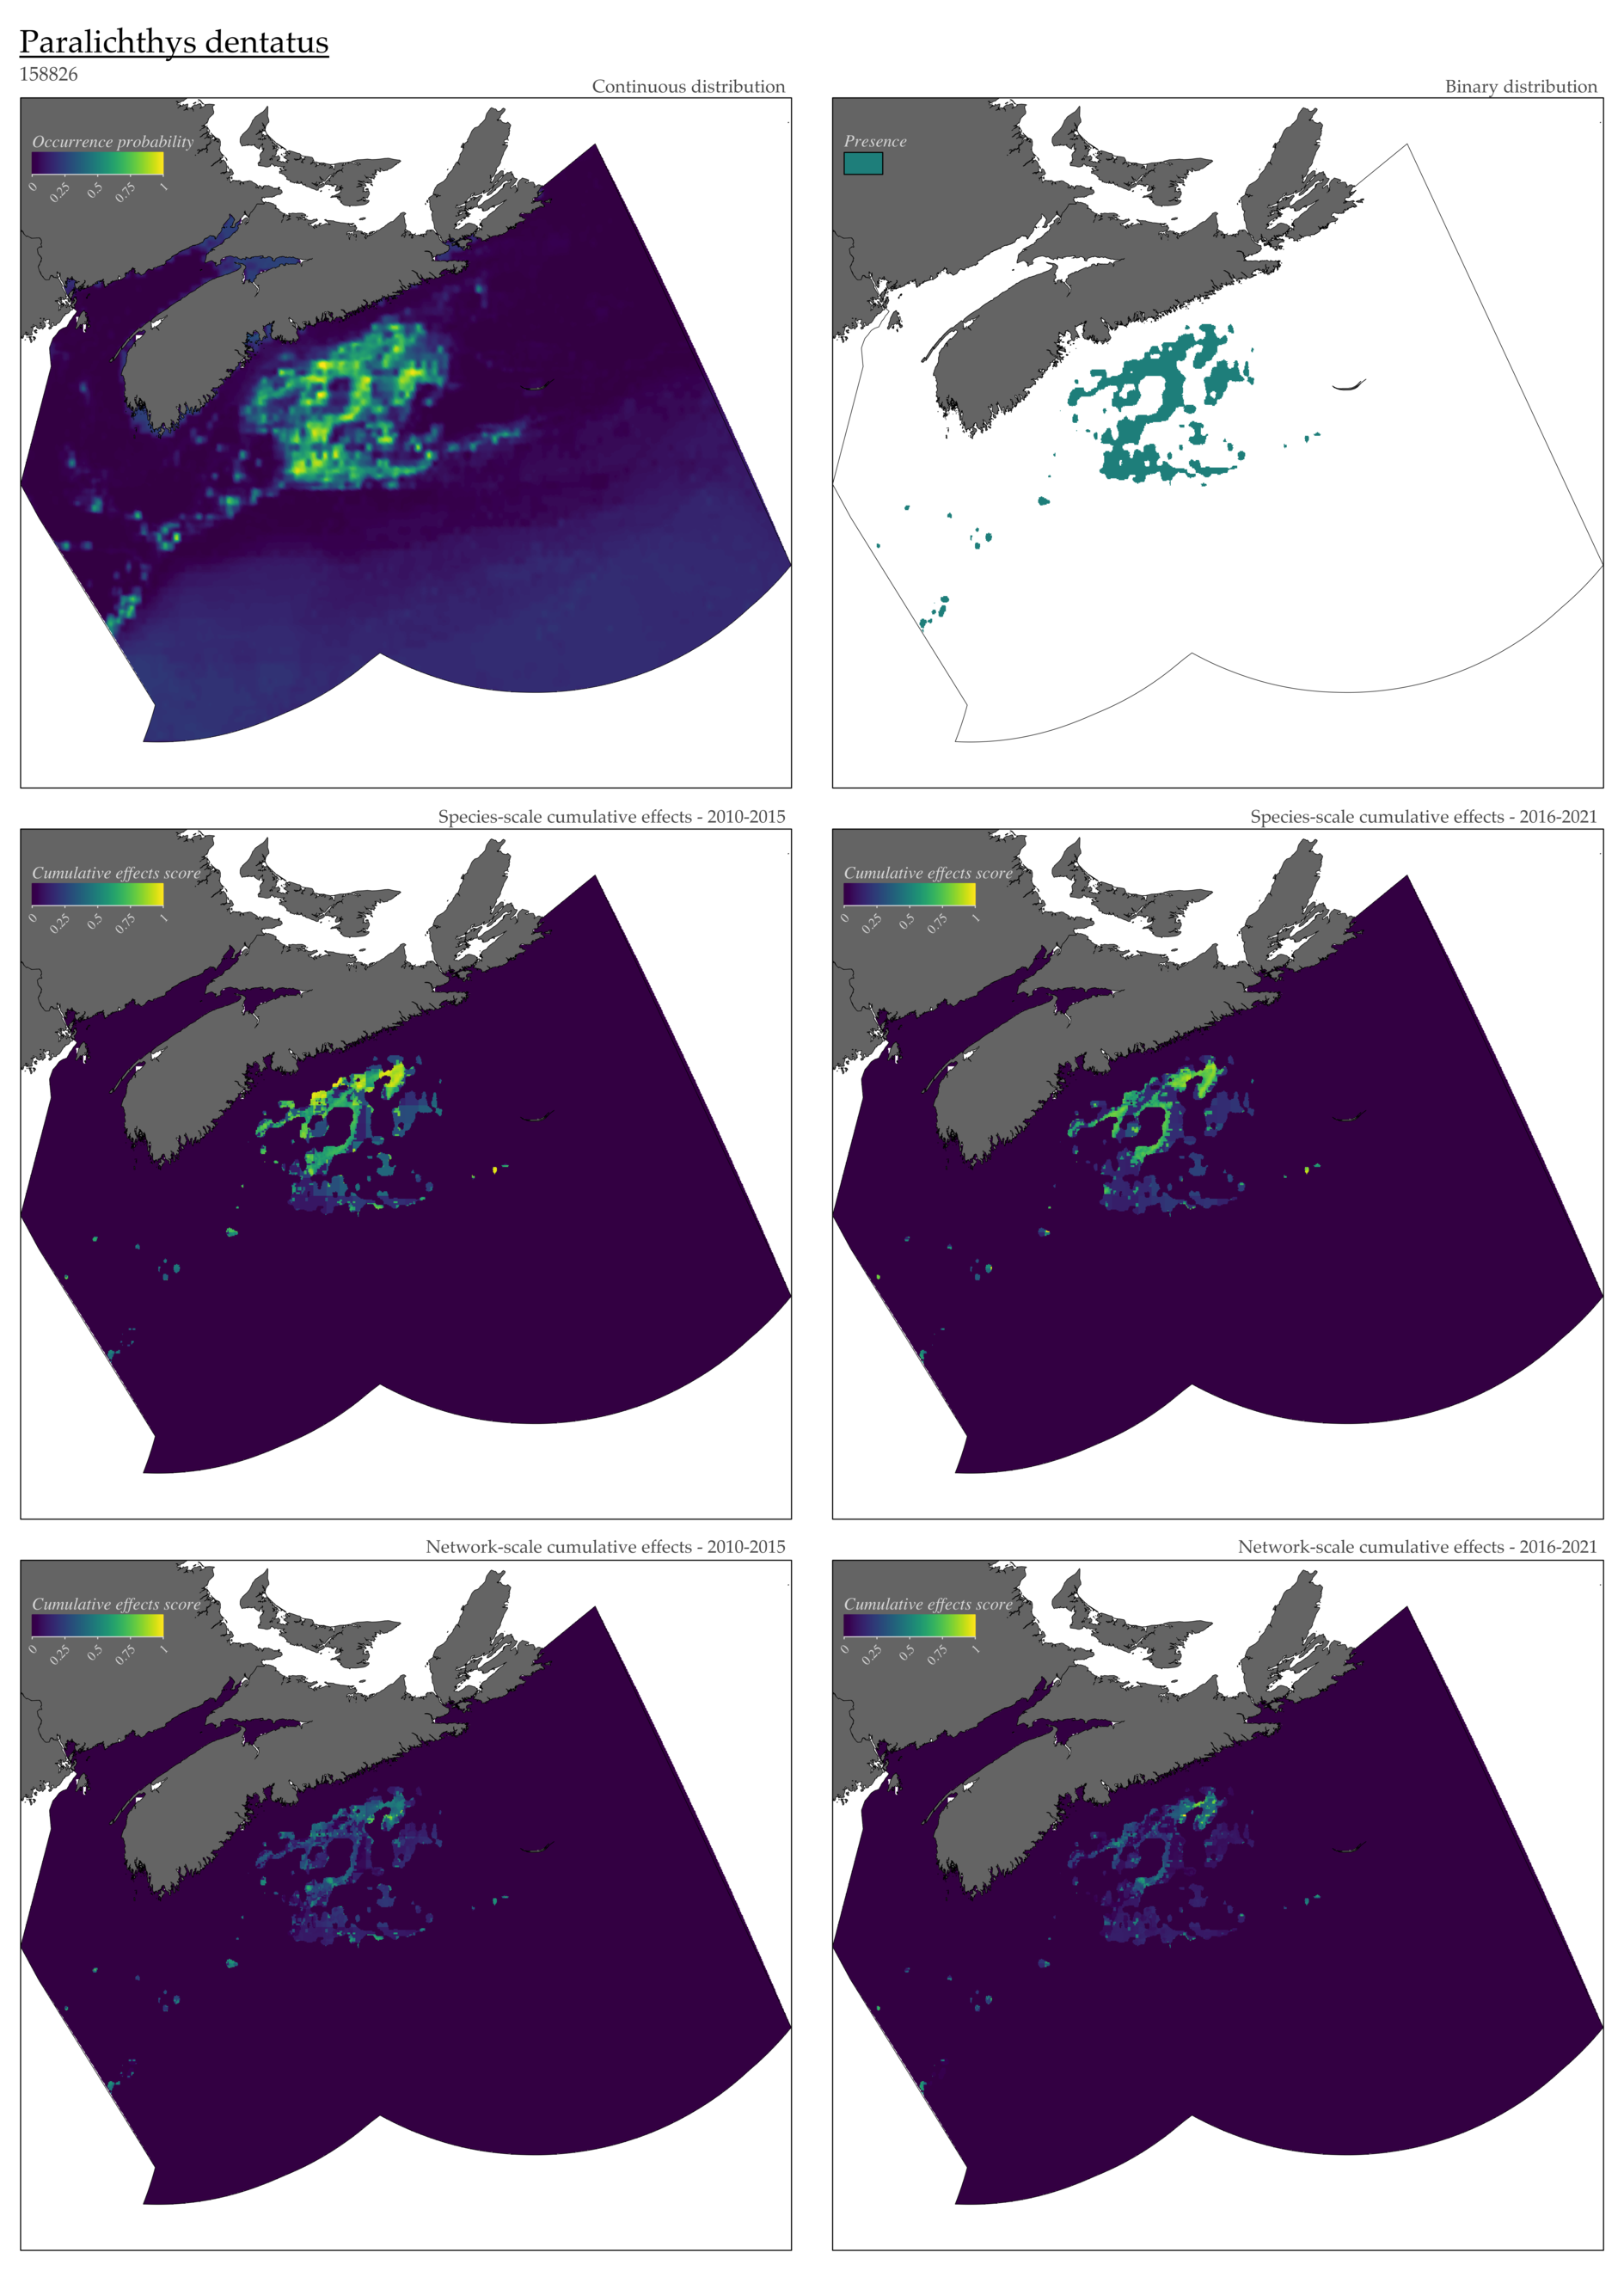 Paralichthys dentatus
158826
Continuous distribution
Occurrence probability
0 0.25 0.5 0.75 1
Binary distribution
Presence
Species-scale cumulative effects - 2010-2015
Cumulative effects score
0 0.25 0.5 0.75 1
Species-scale cumulative effects - 2016-2021
Cumulative effects score
0 0.25 0.5 0.75 1
Network-scale cumulative effects - 2010-2015
Cumulative effects score
0 0.25 0.5 0.75 1
Network-scale cumulative effects - 2016-2021
Cumulative effects score
0 0.25 0.5 0.75 1